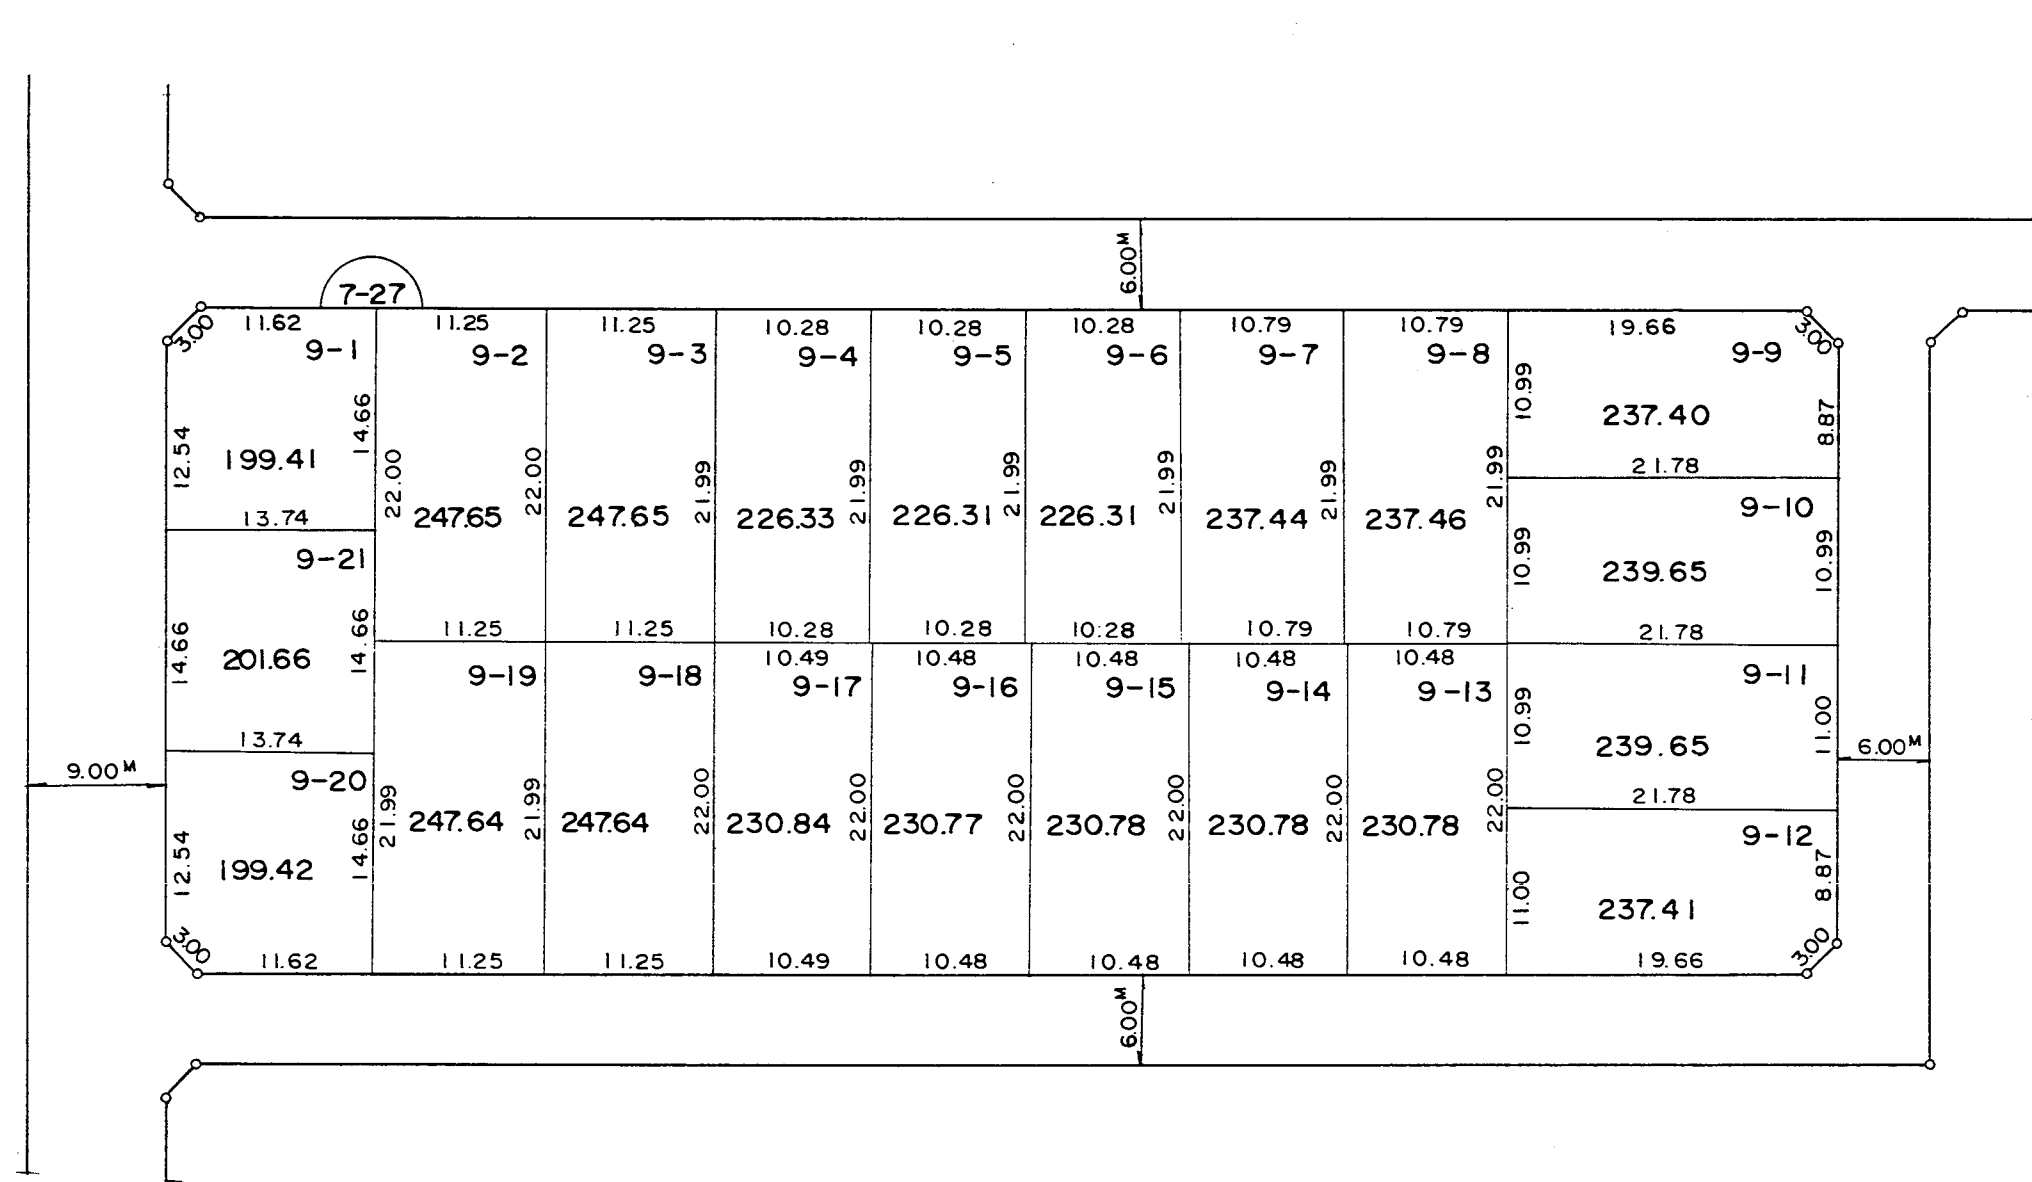 6.00M
7-27
3.00 11.62 11.25 11.25 10.28 10.28 10.28 10.79 10.79 19.66 3.00
9-1 9-2 9-3 9-4 9-5 9-6 9-7 9-8 9-9
12.54 14.66 22.00 22.00 21.99 21.99 21.99 21.99 21.99 21.99 10.99 8.87
199.41 247.65 247.65 226.33 226.31 226.31 237.44 237.46 237.40
13.74 21.78
9-21 9-10
10.99 239.65 10.99
11.25 11.25 10.28 10.28 10:28 10.79 10.79 21.78
14.66 201.66 14.66
10.49 10.48 10.48 10.48 10.48
9-19 9-18 9-17 9-16 9-15 9-14 9-13 9-11
10.99 239.65 11.00
13.74 6.00M
9.00M 9-20 21.78
21.99 21.99 22.00 22.00 22.00 22.00 22.00 22.00
247.64 247.64 230.84 230.77 230.78 230.78 230.78 9-12
12.54 199.42 14.66 11.00 237.41 8.87
3.00 11.62 11.25 11.25 10.49 10.48 10.48 10.48 10.48 19.66 3.00
6.00M